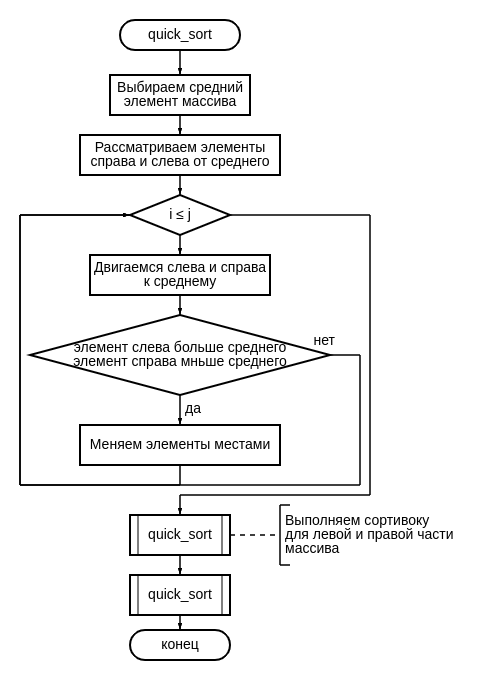 quick_sort
Выбираем средний
элемент массива
Рассматриваем элементы
справа и слева от среднего
i ≤ j
Двигаемся слева и справа
к среднему
элемент слева больше среднего
элемент справа мньше среднего
нет
да
Меняем элементы местами
quick_sort
Выполняем сортивоку
для левой и правой части
массива
quick_sort
конец